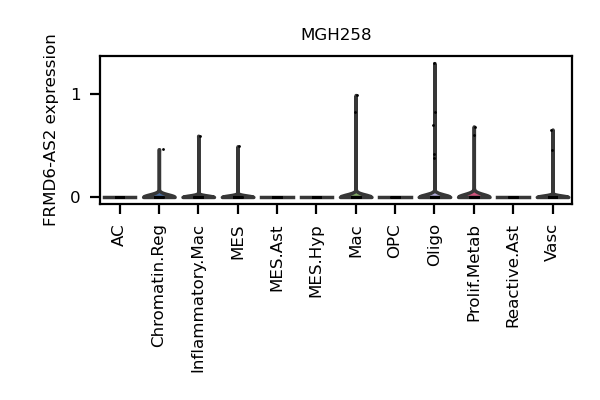 MGH258
FRMD6-AS2 expression
1
0
AC
Chromatin.Reg
Inflammatory.Mac
MES
MES.Ast
MES.Hyp
Mac
OPC
Oligo
Prolif.Metab
Reactive.Ast
Vasc